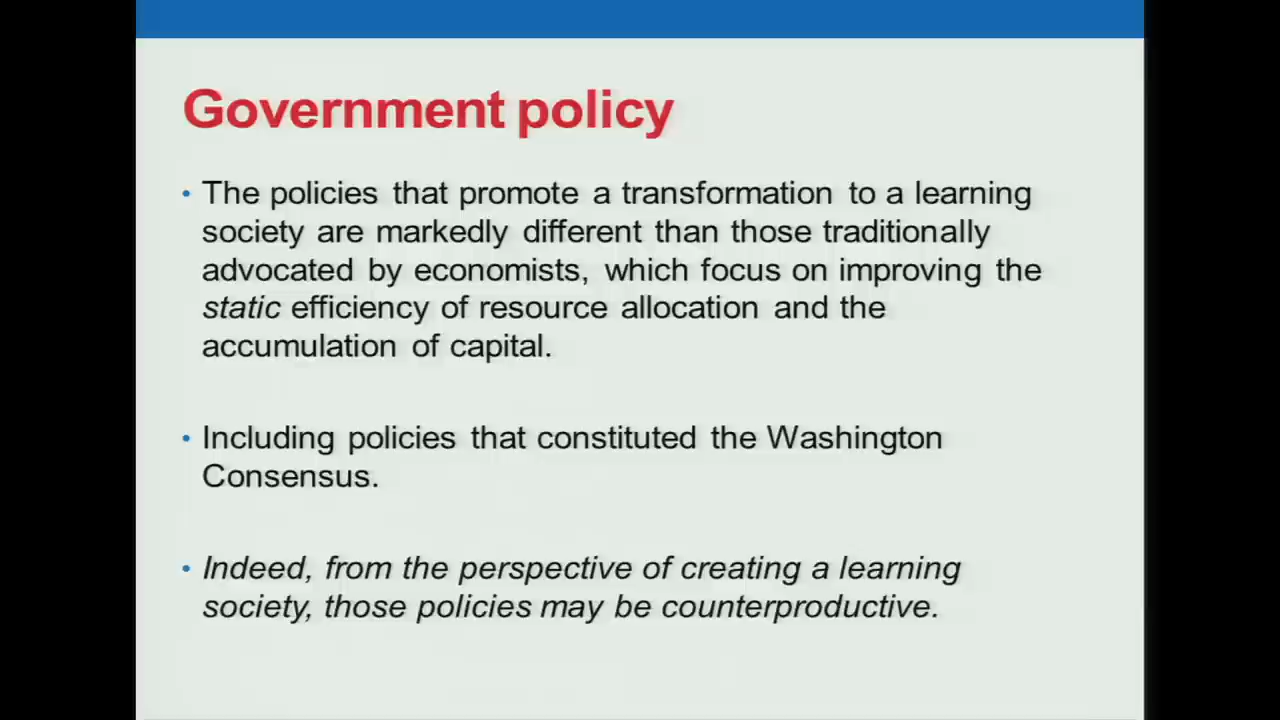 Government policy
• The policies that promote a transformation to a learning
society are markedly different than those traditionally
advocated by economists, which focus on improving the
static efficiency of resource allocation and the
accumulation of capital.
• Including policies that constituted the Washington
Consensus.
• Indeed, from the perspective of creating a learning
society, those policies may be counterproductive.